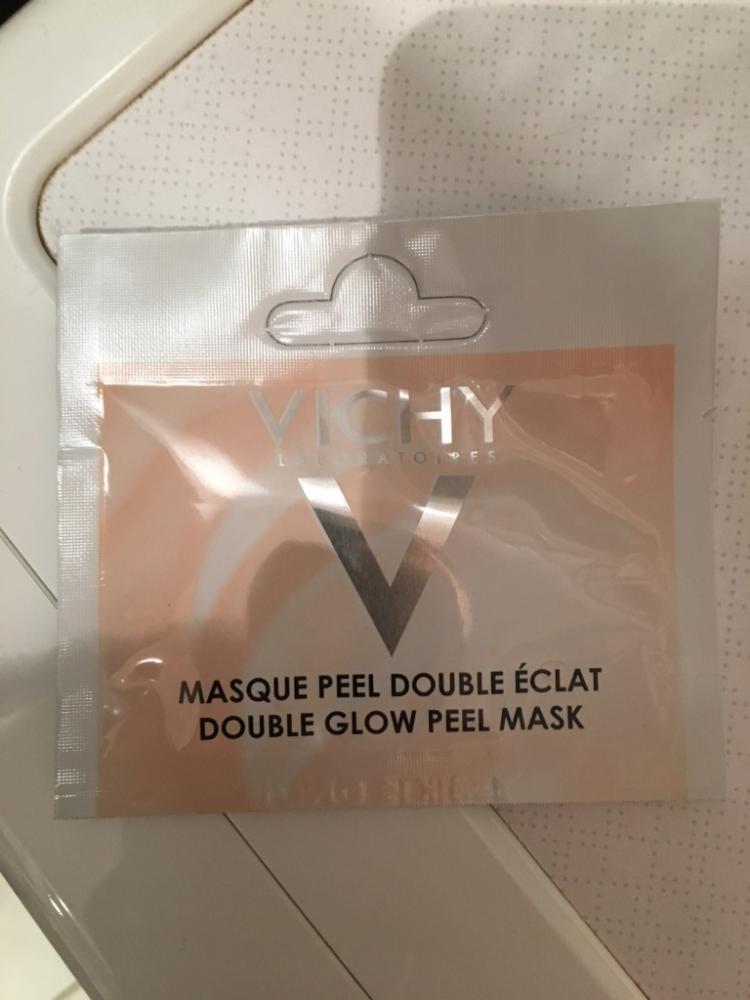 VICHY
LABORATOIRES
V
MASQUE PEEL DOUBLE ÉCLAT
DOUBLE GLOW PEEL MASK